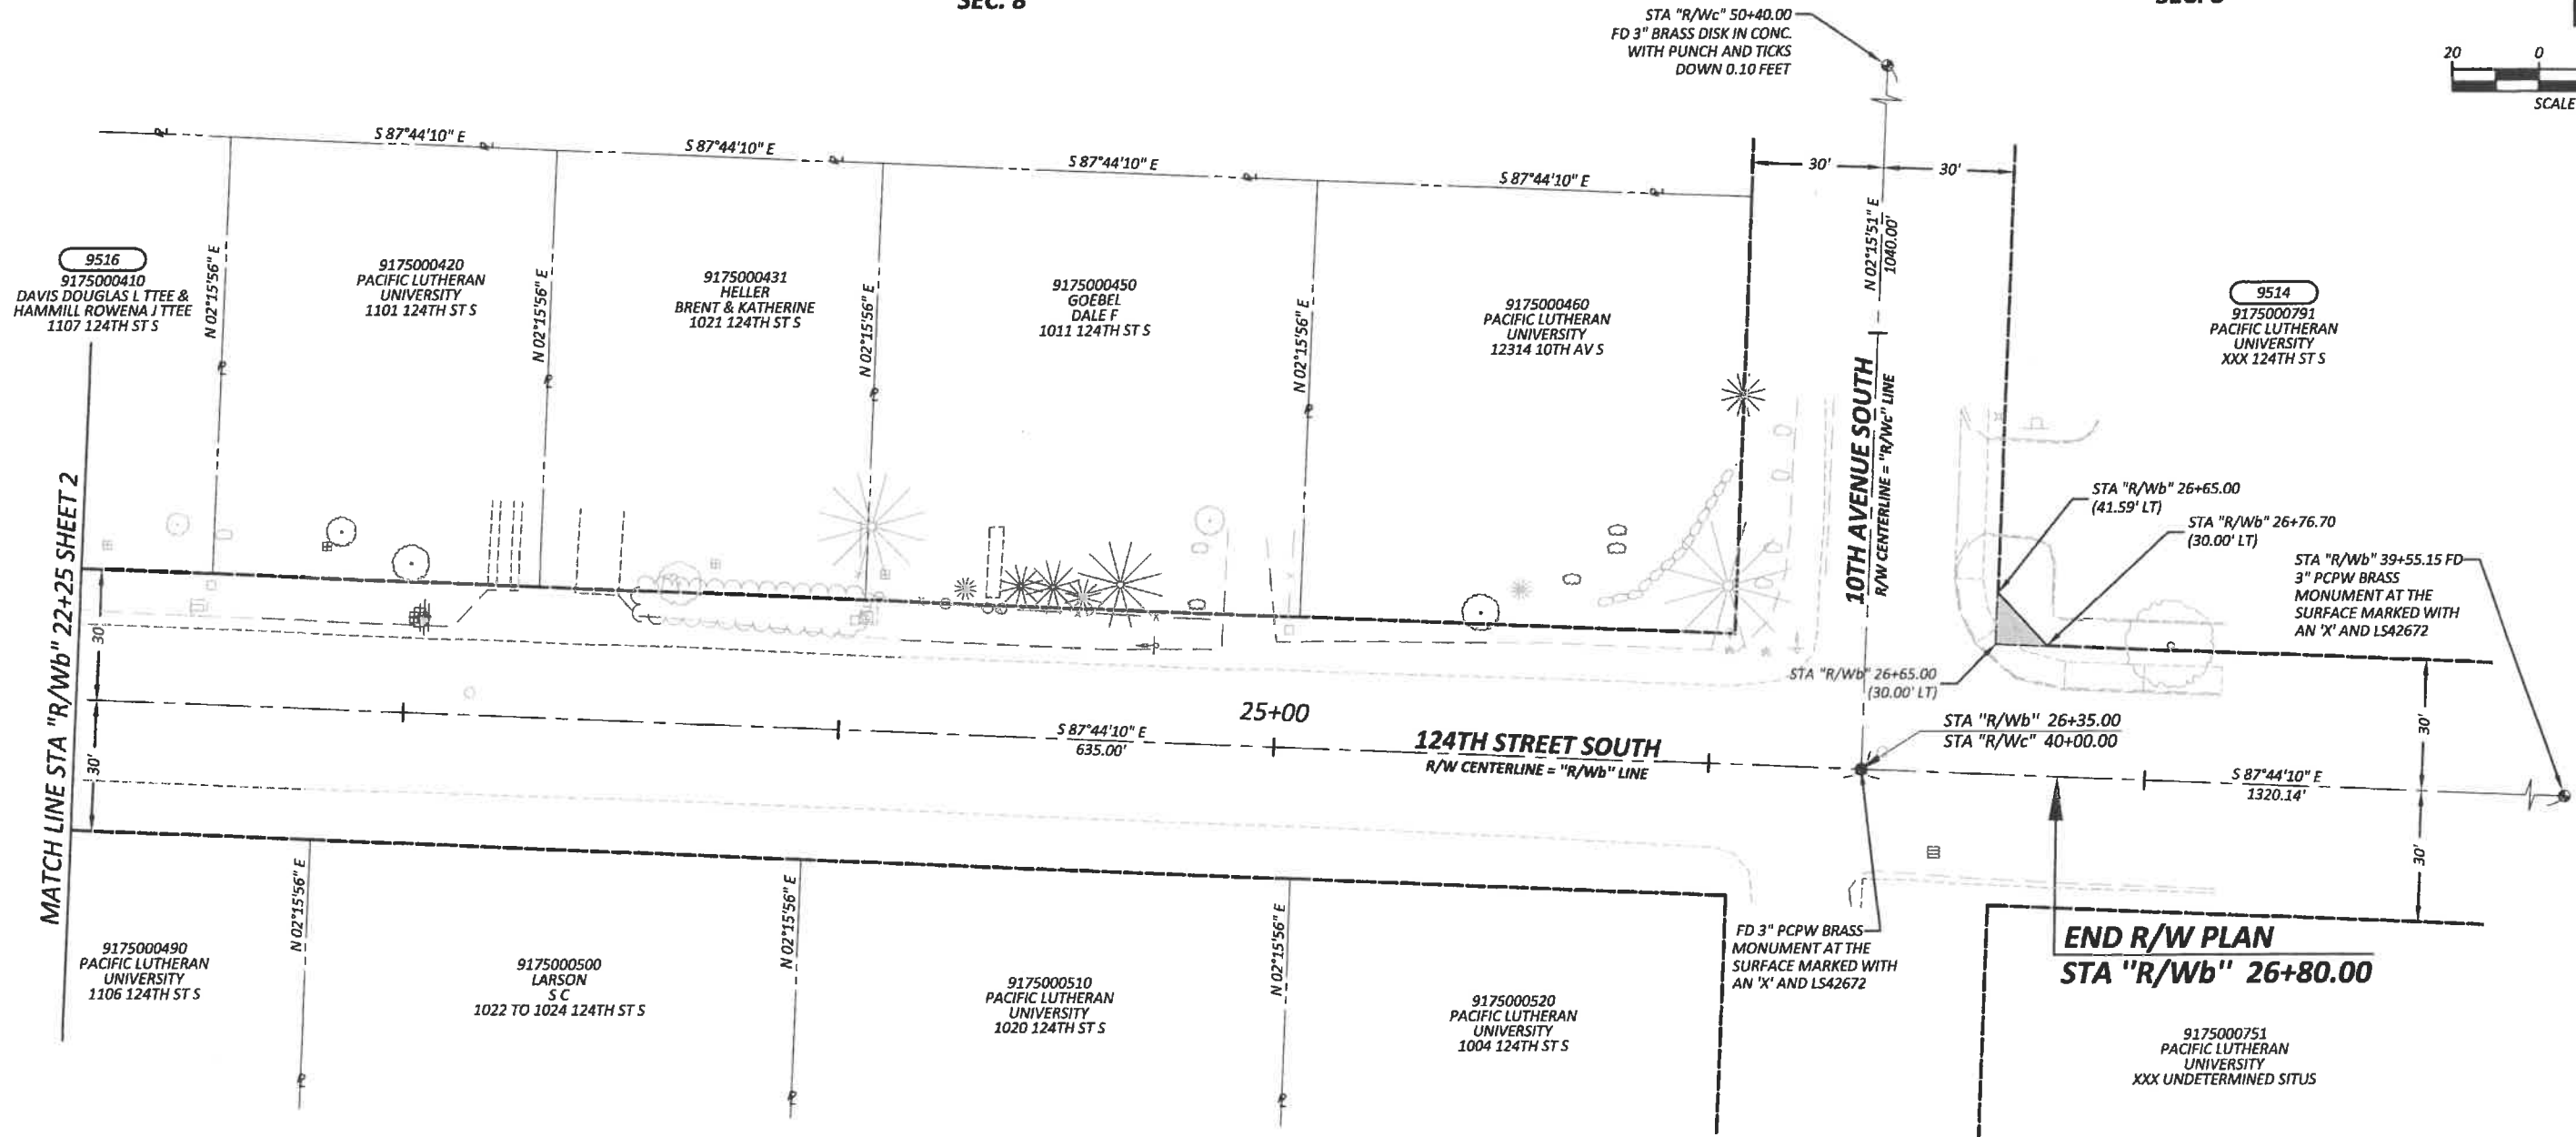 SEC. 8
STA "R/Wc" 50+40.00
FD 3" BRASS DISK IN CONC.
WITH PUNCH AND TICKS
DOWN 0.10 FEET
20 0
SCALE
S 87°44'10" E
S 87°44'10" E
S 87°44'10" E
S 87°44'10" E
30'
30'
N 02°15'51" E
1040.00'
9516
9175000410
DAVIS DOUGLAS L TTEE &
HAMMILL ROWENA J TTEE
1107 124TH ST S
N 02°15'56" E
9175000420
PACIFIC LUTHERAN
UNIVERSITY
1101 124TH ST S
N 02°15'56" E
9175000431
HELLER
BRENT & KATHERINE
1021 124TH ST S
N 02°15'56" E
9175000450
GOEBEL
DALE F
1011 124TH ST S
N 02°15'56" E
9175000460
PACIFIC LUTHERAN
UNIVERSITY
12314 10TH AV S
10TH AVENUE SOUTH
R/W CENTERLINE = "R/Wc" LINE
9514
9175000791
PACIFIC LUTHERAN
UNIVERSITY
XXX 124TH ST S
STA "R/Wb" 26+65.00
(41.59' LT)
STA "R/Wb" 26+76.70
(30.00' LT)
STA "R/Wb" 39+55.15 FD
3" PCPW BRASS
MONUMENT AT THE
SURFACE MARKED WITH
AN 'X' AND LS42672
MATCH LINE STA "R/Wb" 22+25 SHEET 2
30'
30'
STA "R/Wb" 26+65.00
(30.00' LT)
25+00
S 87°44'10" E
635.00'
124TH STREET SOUTH
R/W CENTERLINE = "R/Wb" LINE
STA "R/Wb" 26+35.00
STA "R/Wc" 40+00.00
S 87°44'10" E
1320.14'
30'
30'
N 02°15'56" E
N 02°15'56" E
N 02°15'56" E
9175000490
PACIFIC LUTHERAN
UNIVERSITY
1106 124TH ST S
9175000500
LARSON
S C
1022 TO 1024 124TH ST S
9175000510
PACIFIC LUTHERAN
UNIVERSITY
1020 124TH ST S
9175000520
PACIFIC LUTHERAN
UNIVERSITY
1004 124TH ST S
FD 3" PCPW BRASS
MONUMENT AT THE
SURFACE MARKED WITH
AN 'X' AND LS42672
END R/W PLAN
STA "R/Wb" 26+80.00
9175000751
PACIFIC LUTHERAN
UNIVERSITY
XXX UNDETERMINED SITUS